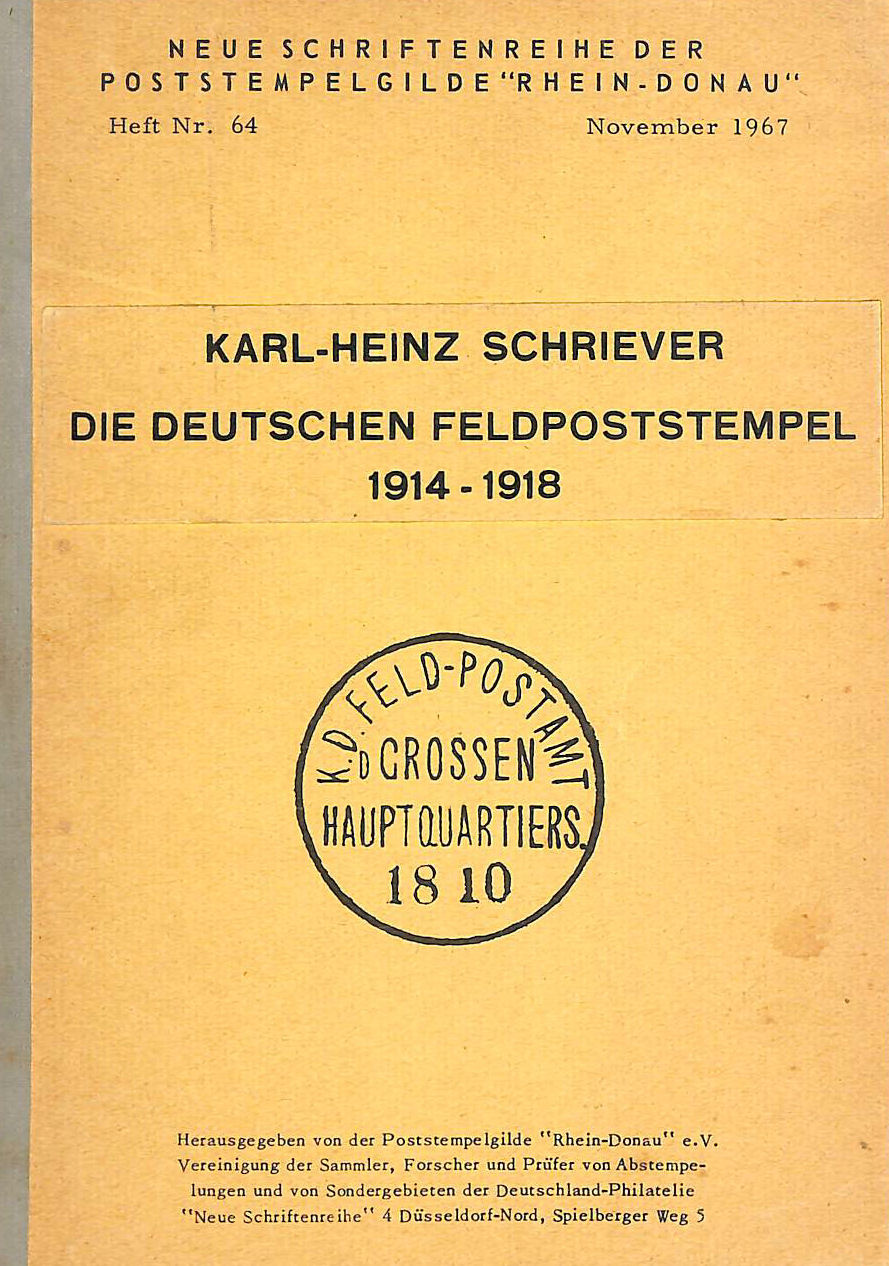 NEUE SCHRIFTENREIHE DER
POSTSTEMPELGILDE "RHEIN-DONAU"
Heft Nr. 64 November 1967
KARL-HEINZ SCHRIEVER
DIE DEUTSCHEN FELDPOSTSTEMPEL
1914 - 1918
K.D. FELD-POSTAMT
D GROSSEN
HAUPTQUARTIERS.
18 10
Herausgegeben von der Poststempelgilde "Rhein-Donau" e.V.
Vereinigung der Sammler, Forscher und Prüfer von Abstempe-
lungen und von Sondergebieten der Deutschland-Philatelie
"Neue Schriftenreihe" 4 Düsseldorf-Nord, Spielberger Weg 5